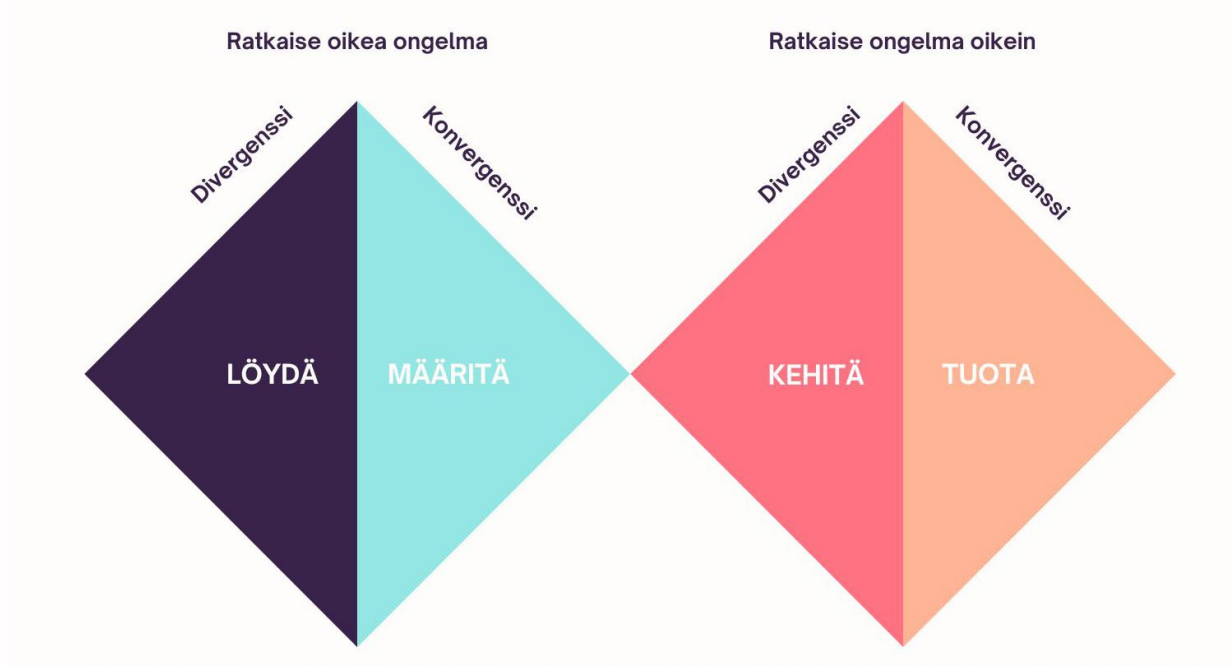 Ratkaise oikea ongelma
Ratkaise ongelma oikein
Divergenssi
Konvergenssi
Divergenssi
Konvergenssi
LÖYDÄ
MÄÄRITÄ
KEHITÄ
TUOTA